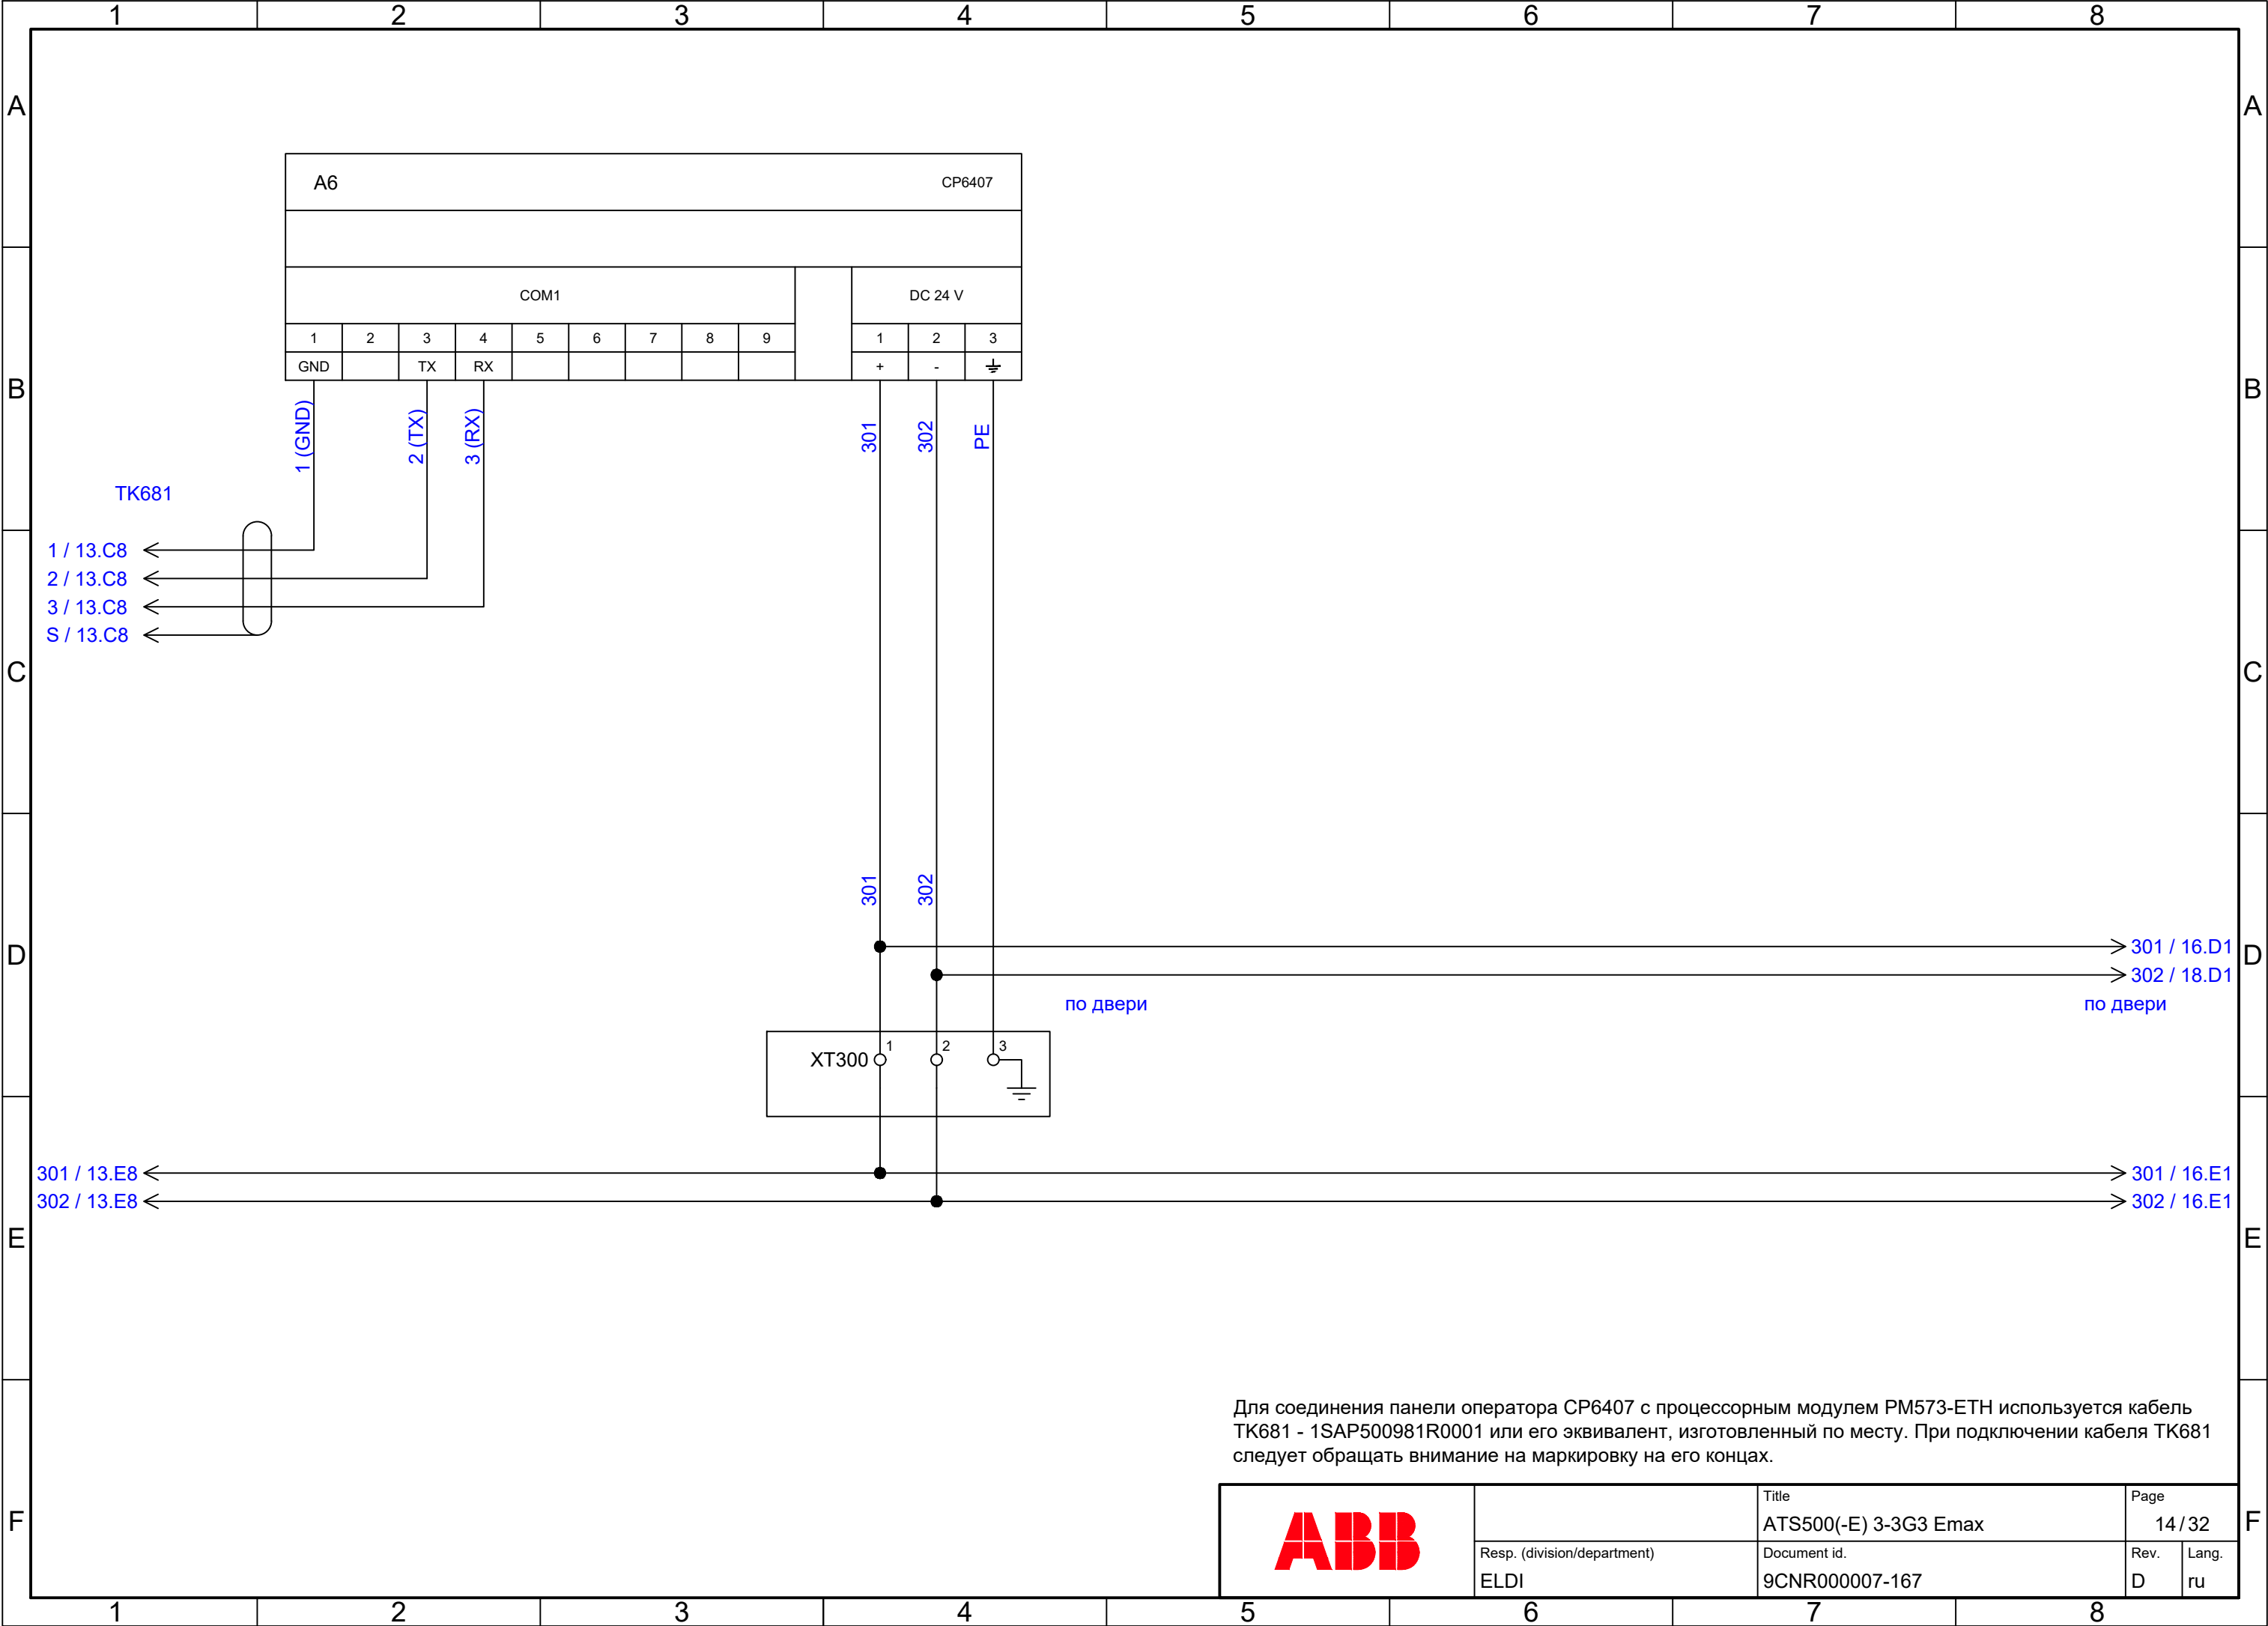 1 2 3 4 5 6 7 8
A A
A6 CP6407
COM1 DC 24 V
1 2 3 4 5 6 7 8 9 1 2 3
GND TX RX + -
B B
1 (GND) 2 (TX) 3 (RX) 301 302 PE
TK681
1 / 13.C8
2 / 13.C8
3 / 13.C8
S / 13.C8
C C
301 302
D D
301 / 16.D1
302 / 18.D1
по двери по двери
XT300 1 2 3
301 / 13.E8 301 / 16.E1
302 / 13.E8 302 / 16.E1
E E
Для соединения панели оператора CP6407 с процессорным модулем PM573-ETH используется кабель
TK681 - 1SAP500981R0001 или его эквивалент, изготовленный по месту. При подключении кабеля TK681
следует обращать внимание на маркировку на его концах.
F F
ABB
Title Page
ATS500(-E) 3-3G3 Emax 14/32
Resp. (division/department) Document id. Rev. Lang.
ELDI 9CNR000007-167 D ru
1 2 3 4 5 6 7 8